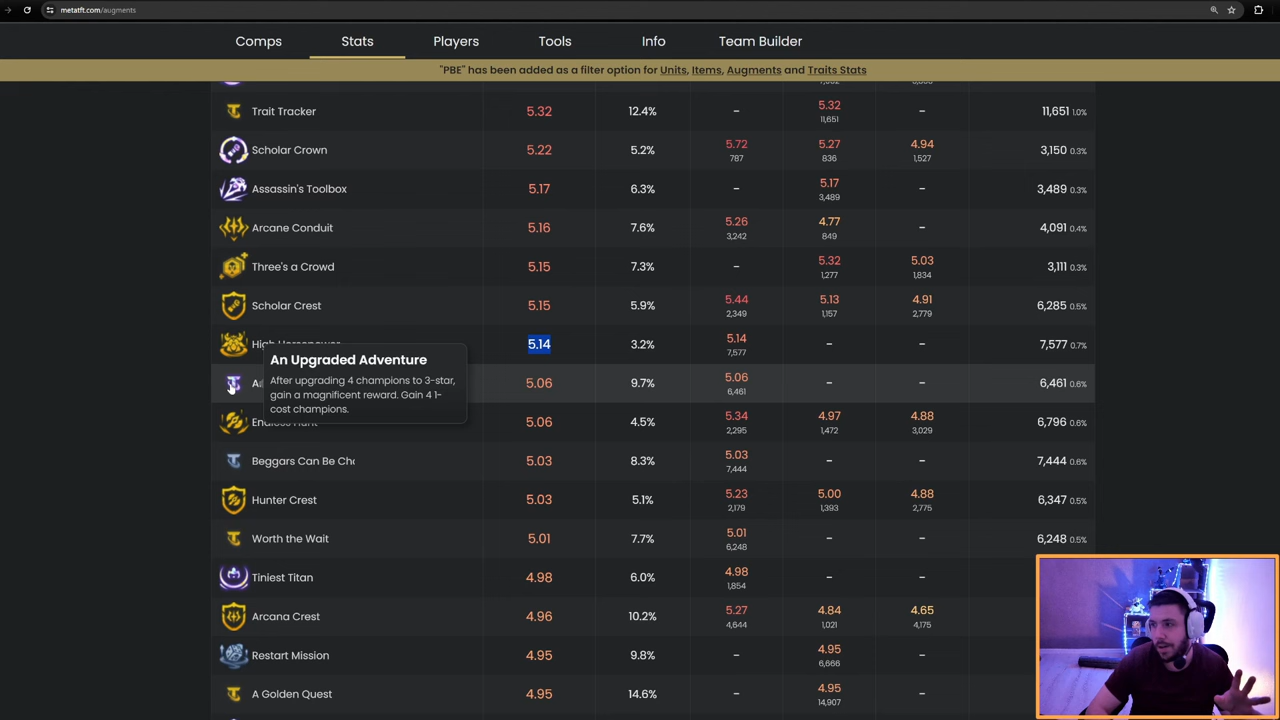 metatft.com/augments
Comps Stats Players Tools Info Team Builder
"PBE" has been added as a filter option for Units, Items, Augments and Traits Stats
Trait Tracker 5.32 12.4% – 5.32 – 11,651 1.0%
11,651
Scholar Crown 5.22 5.2% 5.72 5.27 4.94 3,150 0.3%
787 836 1,527
Assassin's Toolbox 5.17 6.3% – 5.17 – 3,489 0.3%
3,489
Arcane Conduit 5.16 7.6% 5.26 4.77 – 4,091 0.4%
3,242 849
Three's a Crowd 5.15 7.3% – 5.32 5.03 3,111 0.3%
1,277 1,834
Scholar Crest 5.15 5.9% 5.44 5.13 4.91 6,285 0.5%
2,349 1,157 2,779
High Horsepower 5.14 3.2% 5.14 – – 7,577 0.7%
7,577
An Upgraded Adventure
After upgrading 4 champions to 3-star,
gain a magnificent reward. Gain 4 1-
cost champions.
5.06 9.7% 5.06 – – 6,461 0.6%
6,461
Endless Hunt 5.06 4.5% 5.34 4.97 4.88 6,796 0.6%
2,295 1,472 3,029
Beggars Can Be Cho 5.03 8.3% 5.03 – – 7,444 0.6%
7,444
Hunter Crest 5.03 5.1% 5.23 5.00 4.88 6,347 0.5%
2,179 1,393 2,775
Worth the Wait 5.01 7.7% 5.01 – – 6,248 0.5%
6,248
Tiniest Titan 4.98 6.0% 4.98 – –
1,854
Arcana Crest 4.96 10.2% 5.27 4.84 4.65
4,644 1,021 4,175
Restart Mission 4.95 9.8% – 4.95 –
6,666
A Golden Quest 4.95 14.6% – 4.95 –
14,907